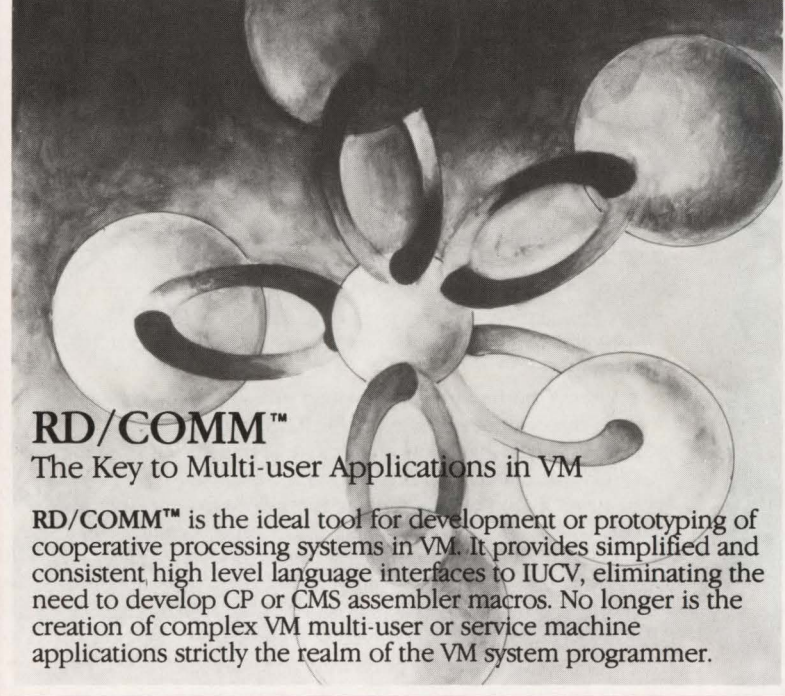 RD/COMM™
The Key to Multi-user Applications in VM
RD/COMM™ is the ideal tool for development or prototyping of
cooperative processing systems in VM. It provides simplified and
consistent high level language interfaces to IUCV, eliminating the
need to develop CP or CMS assembler macros. No longer is the
creation of complex VM multi-user or service machine
applications strictly the realm of the VM system programmer.